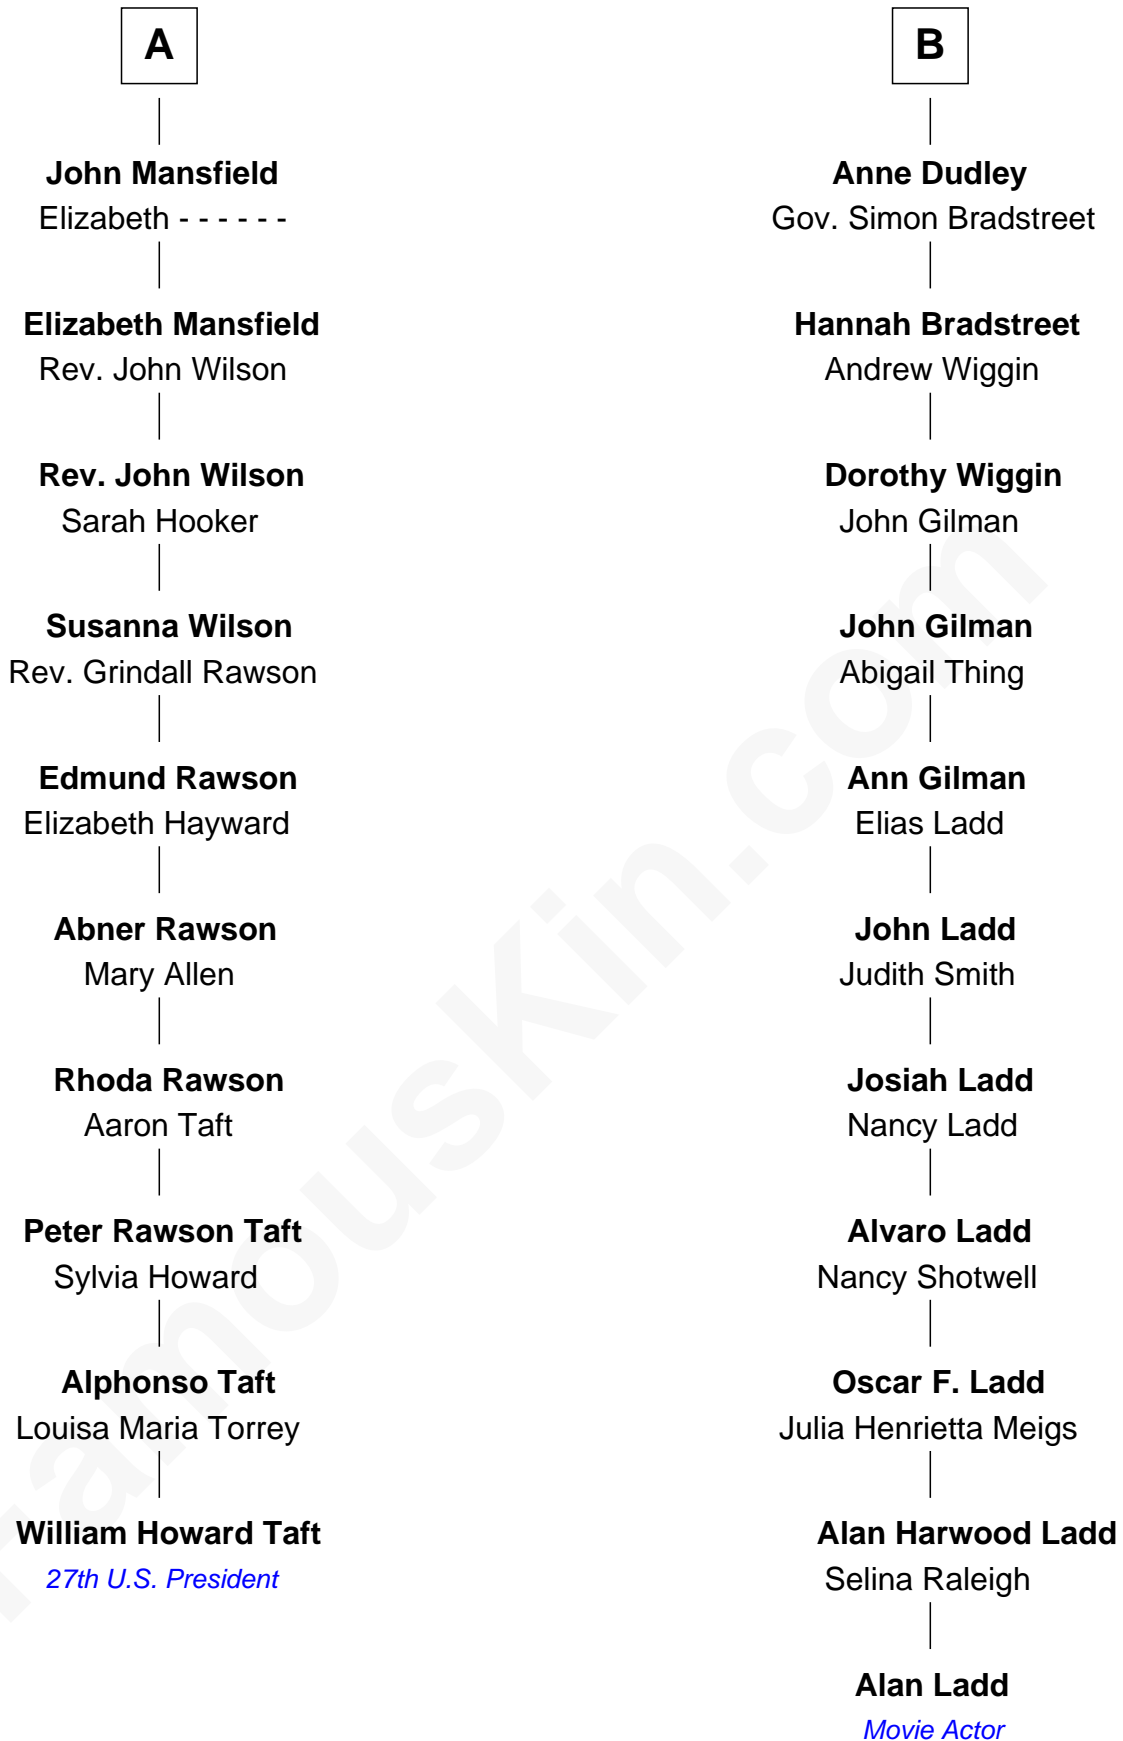 A
John Mansfield
Elizabeth - - - - - -
Elizabeth Mansfield
Rev. John Wilson
Rev. John Wilson
Sarah Hooker
Susanna Wilson
Rev. Grindall Rawson
Edmund Rawson
Elizabeth Hayward
Abner Rawson
Mary Allen
Rhoda Rawson
Aaron Taft
Peter Rawson Taft
Sylvia Howard
Alphonso Taft
Louisa Maria Torrey
William Howard Taft
27th U.S. President
B
Anne Dudley
Gov. Simon Bradstreet
Hannah Bradstreet
Andrew Wiggin
Dorothy Wiggin
John Gilman
John Gilman
Abigail Thing
Ann Gilman
Elias Ladd
John Ladd
Judith Smith
Josiah Ladd
Nancy Ladd
Alvaro Ladd
Nancy Shotwell
Oscar F. Ladd
Julia Henrietta Meigs
Alan Harwood Ladd
Selina Raleigh
Alan Ladd
Movie Actor
FamousKin.com